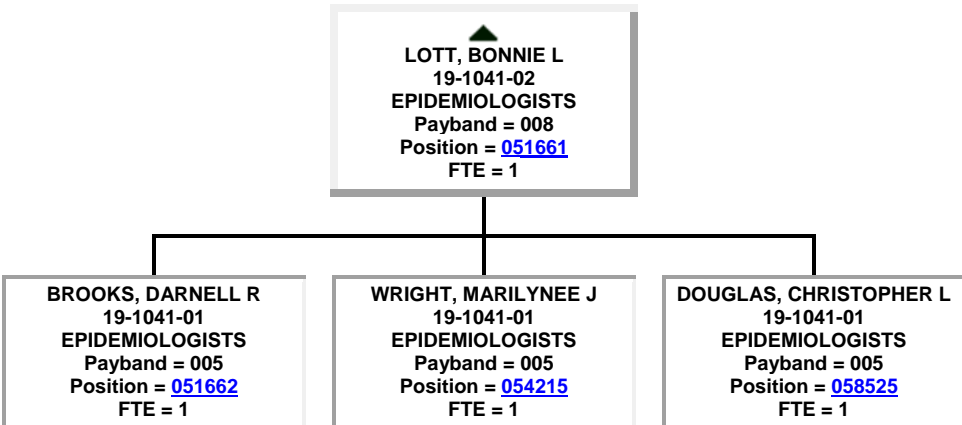 LOTT, BONNIE L
19-1041-02
EPIDEMIOLOGISTS
Payband = 008
Position = 051661
FTE = 1
BROOKS, DARNELL R
19-1041-01
EPIDEMIOLOGISTS
Payband = 005
Position = 051662
FTE = 1
WRIGHT, MARILYNEE J
19-1041-01
EPIDEMIOLOGISTS
Payband = 005
Position = 054215
FTE = 1
DOUGLAS, CHRISTOPHER L
19-1041-01
EPIDEMIOLOGISTS
Payband = 005
Position = 058525
FTE = 1